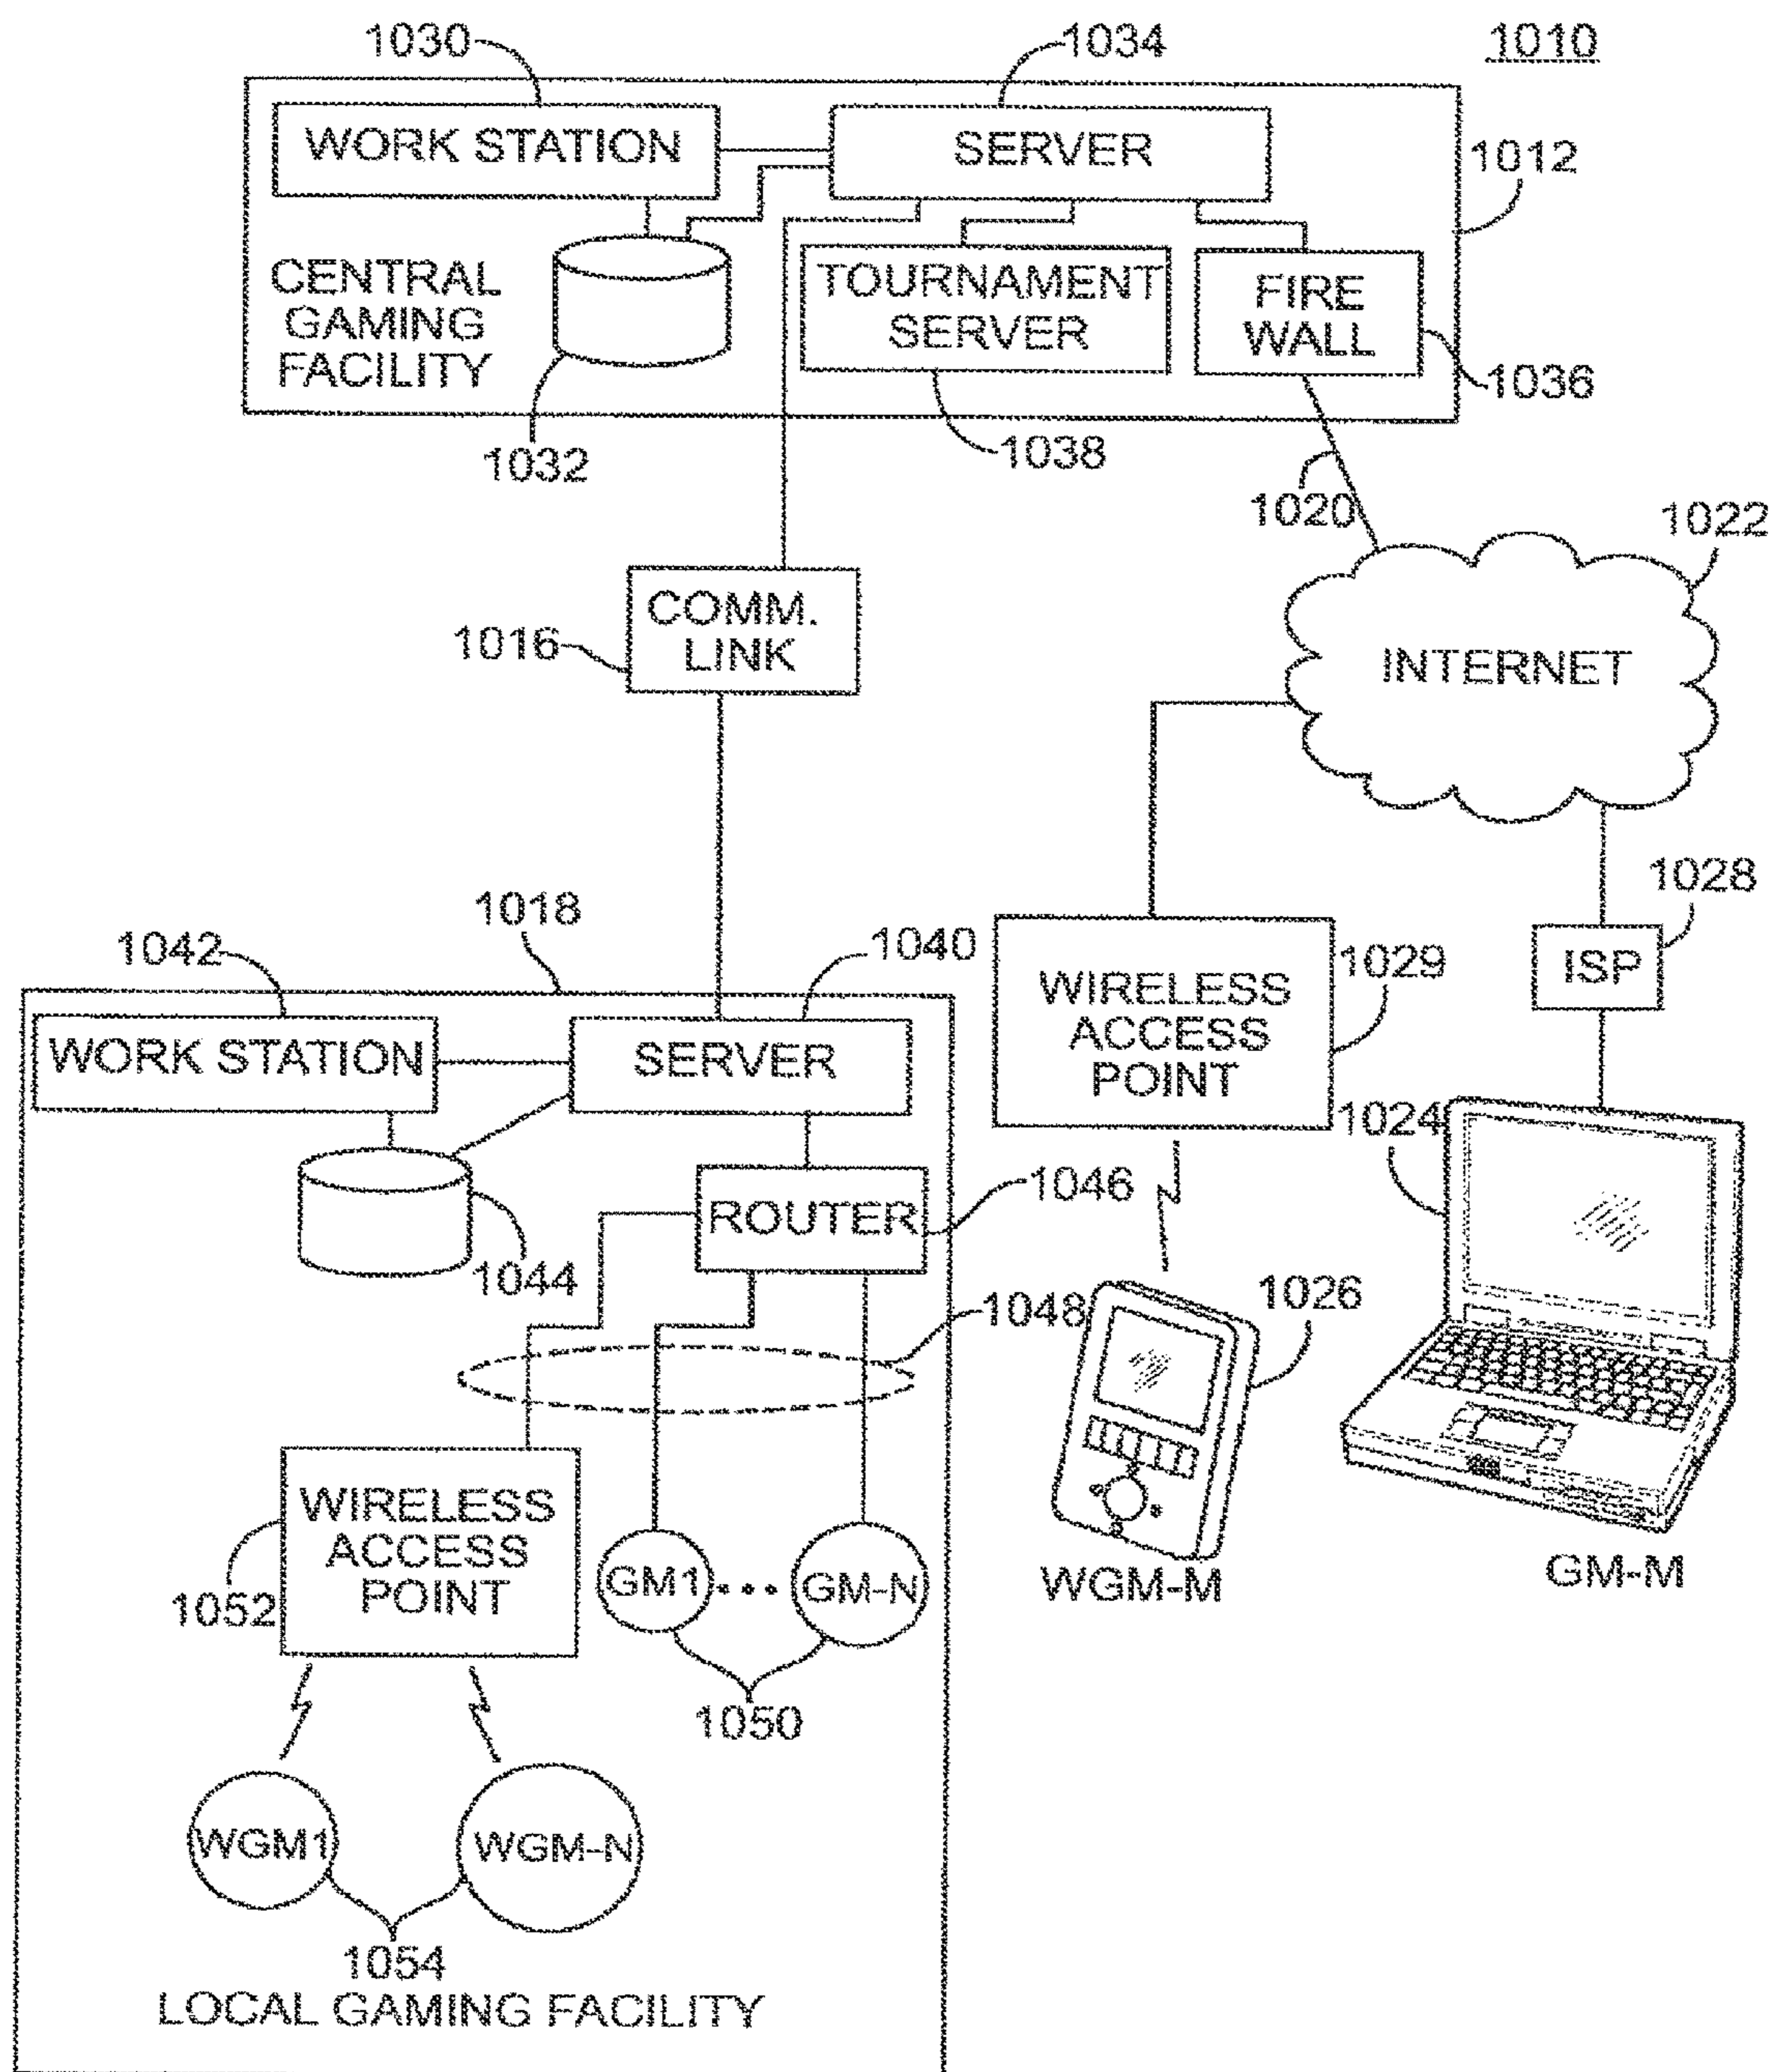 1010
1030
1034
WORK STATION
SERVER
1012
CENTRAL
GAMING
FACILITY
TOURNAMENT
SERVER
FIRE
WALL
1036
1032
1038
1020
1022
COMM.
LINK
1016
INTERNET
1028
ISP
1018
1042
1040
WORK STATION
SERVER
WIRELESS
ACCESS
POINT
1029
1024
1044
ROUTER
1046
1048
1026
WIRELESS
ACCESS
POINT
1052
GM1
GM-N
WGM-M
GM-M
1050
WGM1
WGM-N
1054
LOCAL GAMING FACILITY